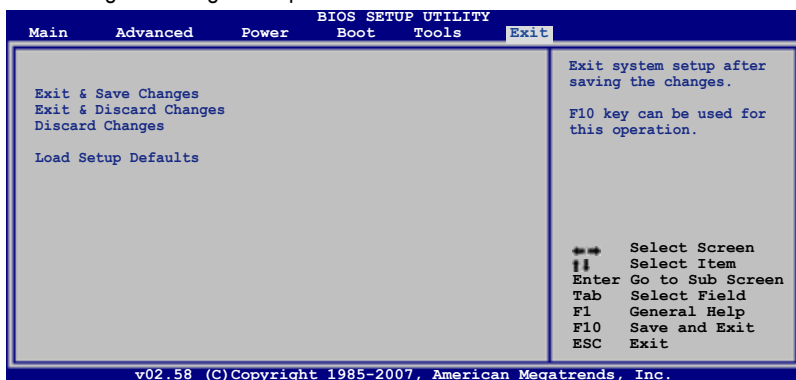 BIOS SETUP UTILITY
Main Advanced Power Boot Tools Exit
Exit & Save Changes
Exit & Discard Changes
Discard Changes
Load Setup Defaults
Exit system setup after
saving the changes.
F10 key can be used for
this operation.
←→ Select Screen
↑↓ Select Item
Enter Go to Sub Screen
Tab Select Field
F1 General Help
F10 Save and Exit
ESC Exit
v02.58 (C)Copyright 1985-2007, American Megatrends, Inc.